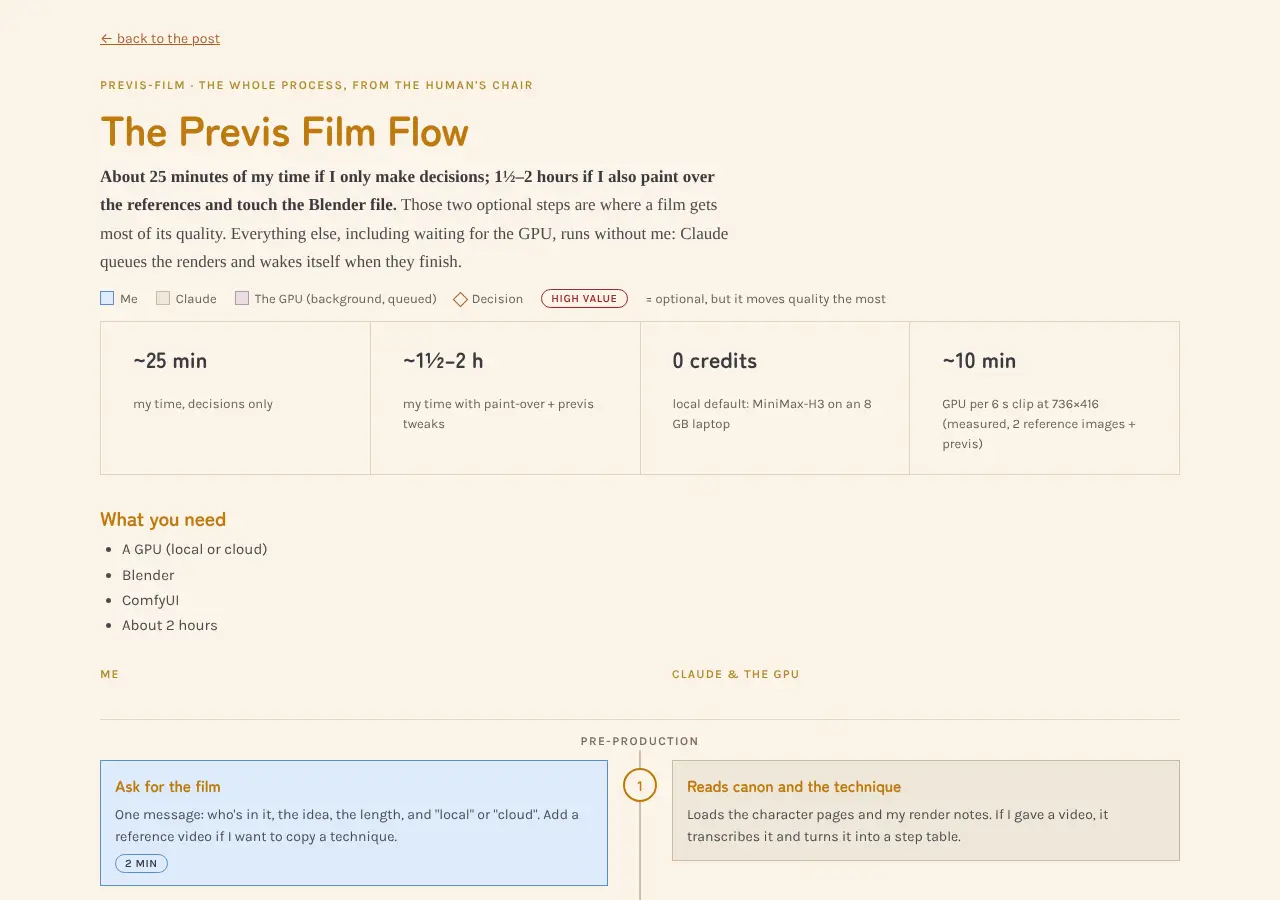 ← back to the post
PREVIS-FILM · THE WHOLE PROCESS, FROM THE HUMAN'S CHAIR
The Previs Film Flow
About 25 minutes of my time if I only make decisions; 1½–2 hours if I also paint over
the references and touch the Blender file. Those two optional steps are where a film gets
most of its quality. Everything else, including waiting for the GPU, runs without me: Claude
queues the renders and wakes itself when they finish.
Me Claude The GPU (background, queued) Decision HIGH VALUE = optional, but it moves quality the most
~25 min
my time, decisions only
~1½–2 h
my time with paint-over + previs
tweaks
0 credits
local default: MiniMax-H3 on an 8
GB laptop
~10 min
GPU per 6 s clip at 736×416
(measured, 2 reference images +
previs)
What you need
• A GPU (local or cloud)
• Blender
• ComfyUI
• About 2 hours
ME
CLAUDE & THE GPU
PRE-PRODUCTION
Ask for the film
One message: who's in it, the idea, the length, and "local" or "cloud". Add a
reference video if I want to copy a technique.
2 MIN
1
Reads canon and the technique
Loads the character pages and my render notes. If I gave a video, it
transcribes it and turns it into a step table.